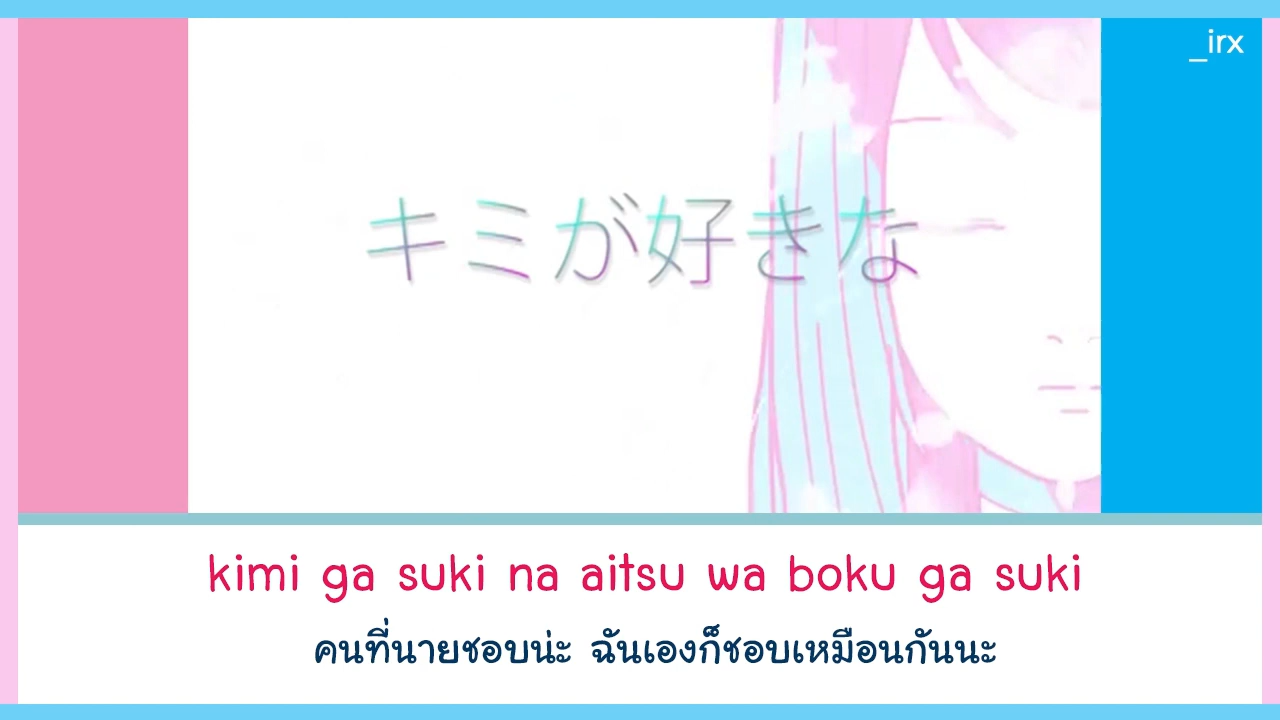 _irx
キミが好きな
kimi ga suki na aitsu wa boku ga suki
คนที่นายชอบน่ะ ฉันเองก็ชอบเหมือนกันนะ